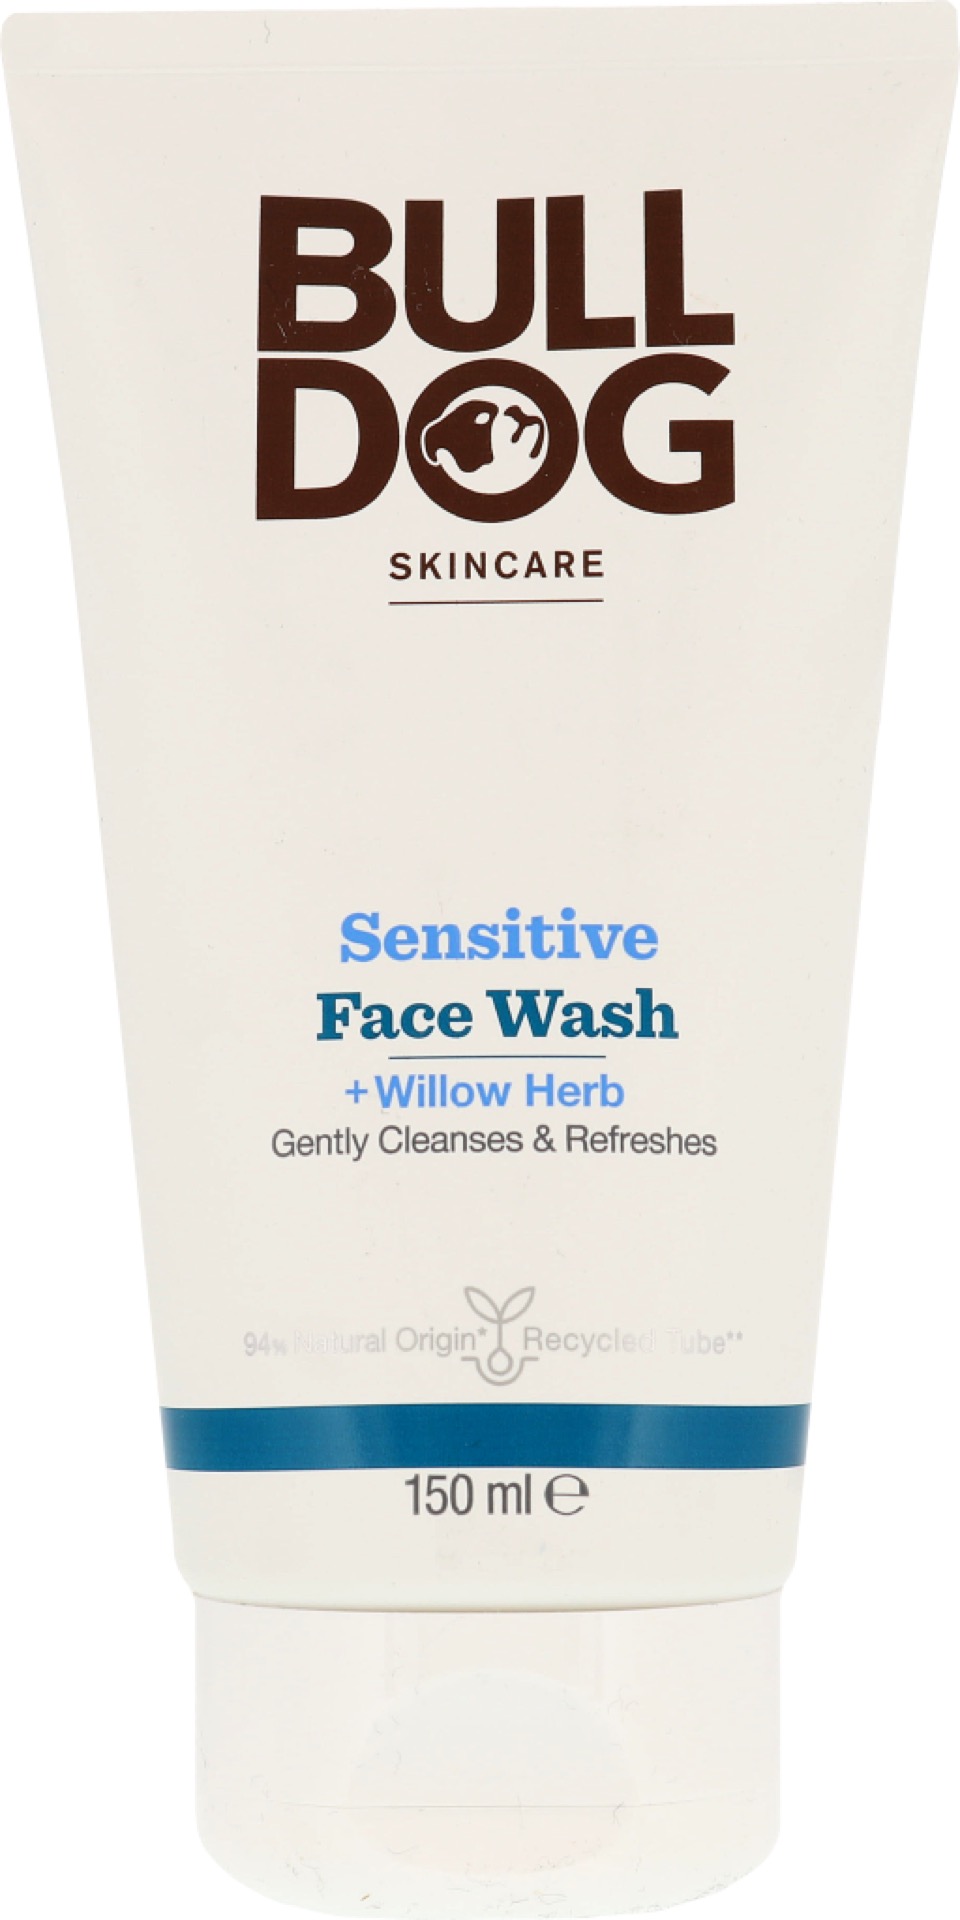 BULL
DOG
SKINCARE
Sensitive
Face Wash
+ Willow Herb
Gently Cleanses & Refreshes
94% Natural Origin* Recycled Tube**
150 ml ℮